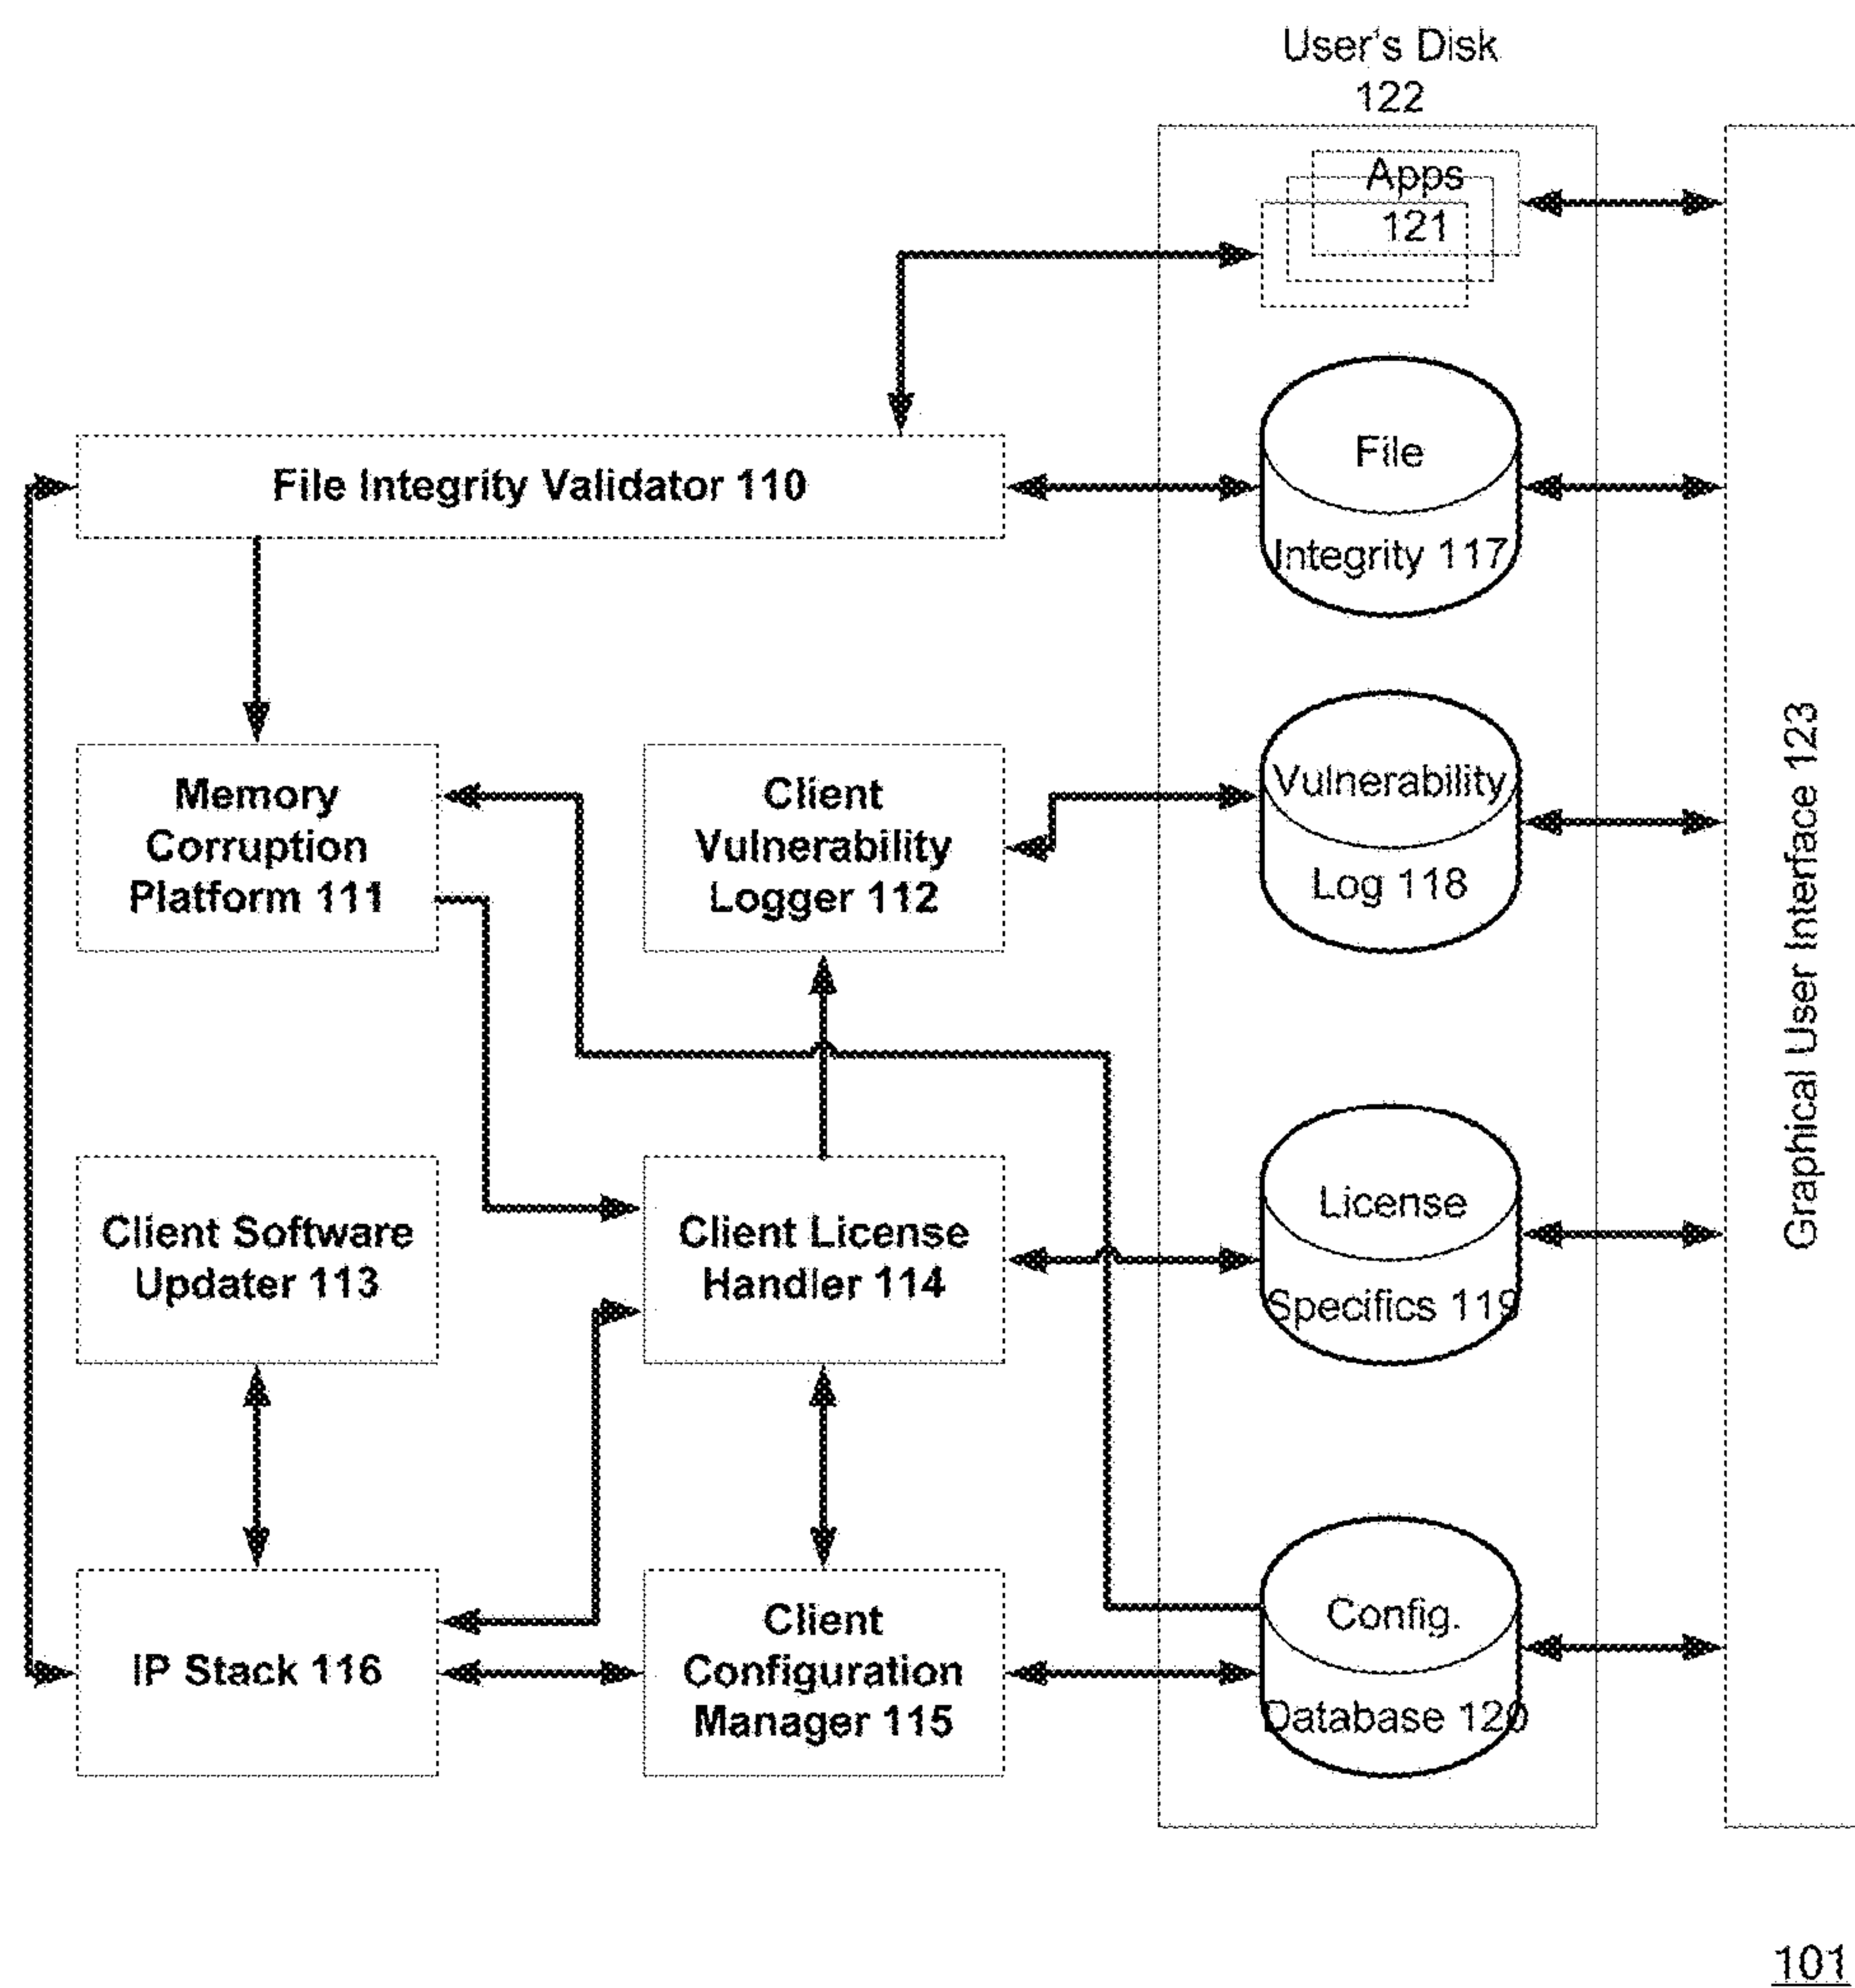 User's Disk
122
Apps
121
File Integrity Validator 110
File
Integrity 117
Memory
Corruption
Platform 111
Client
Vulnerability
Logger 112
Vulnerability
Log 118
Graphical User Interface 123
Client Software
Updater 113
Client License
Handler 114
License
Specifics 119
IP Stack 116
Client
Configuration
Manager 115
Config.
Database 120
101